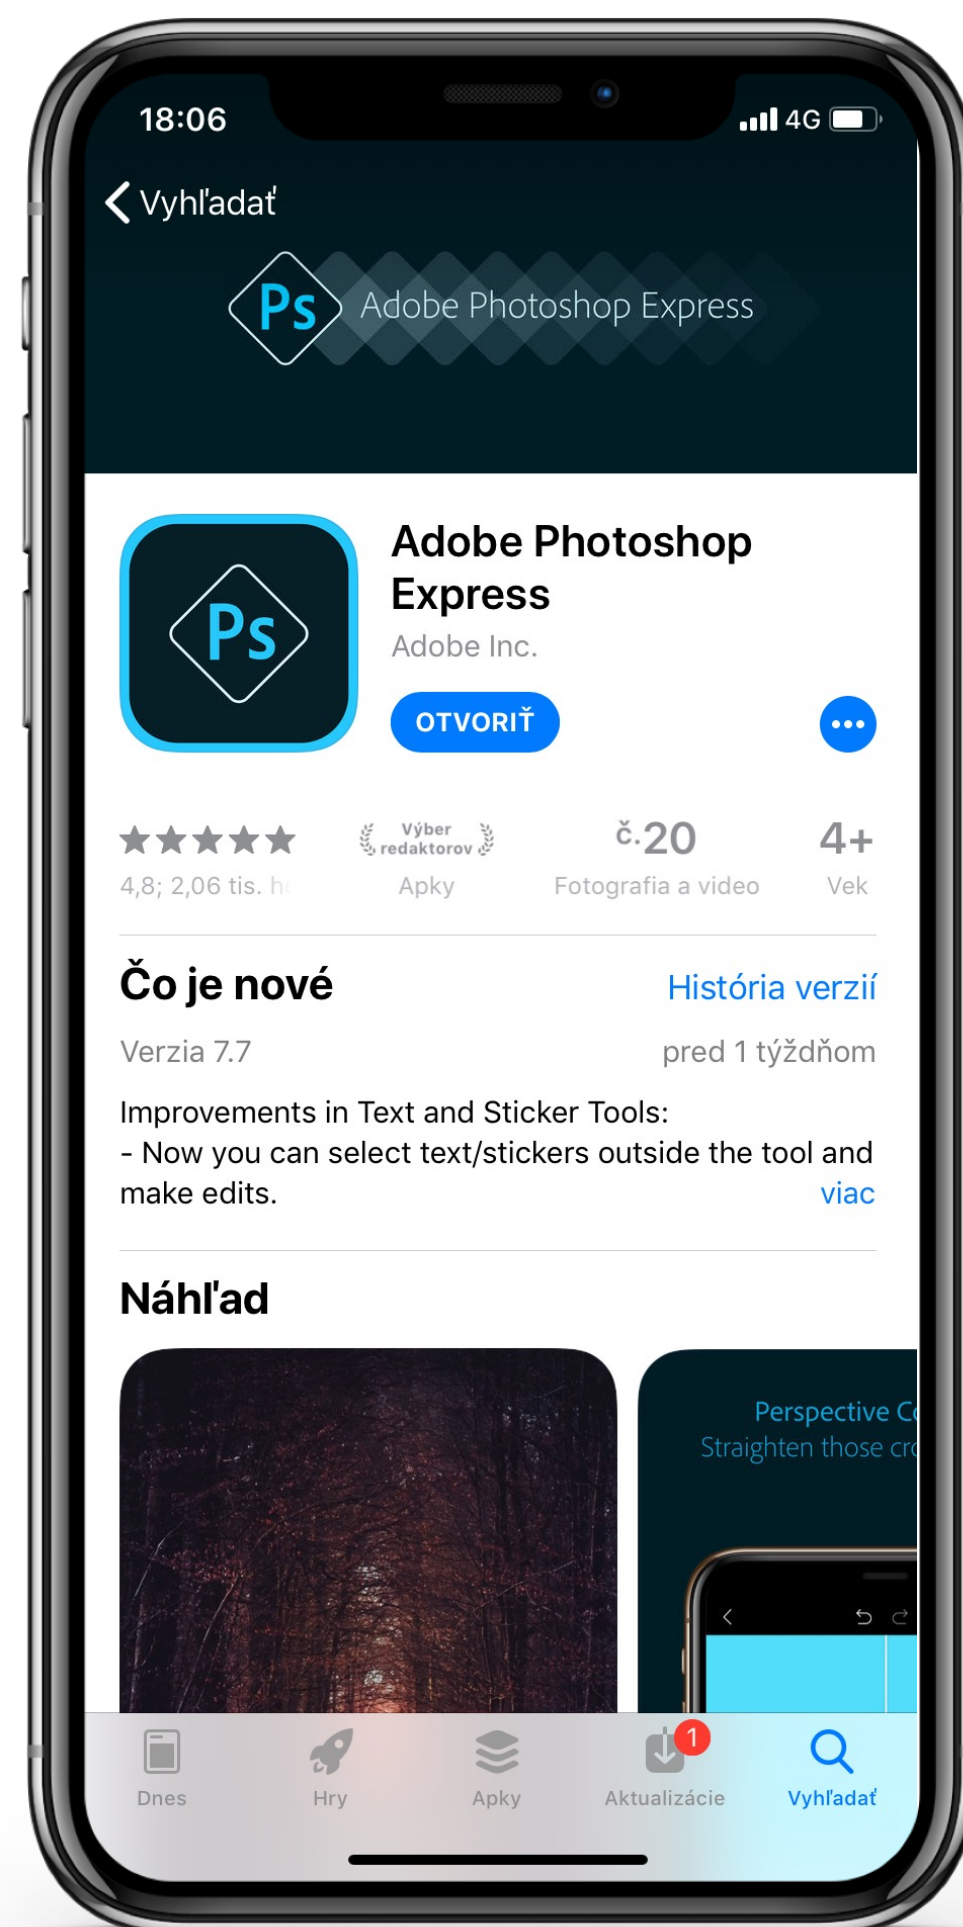 18:06
4G
Vyhľadať
Ps Adobe Photoshop Express
Ps
Adobe Photoshop
Express
Adobe Inc.
OTVORIŤ
Výber
redaktorov
č.20
4+
4,8; 2,06 tis.
Apky
Fotografia a video
Vek
Čo je nové
História verzií
Verzia 7.7
pred 1 týždňom
Improvements in Text and Sticker Tools:
- Now you can select text/stickers outside the tool and
make edits.
viac
Náhľad
Perspective
Straighten those
1
Dnes
Hry
Apky
Aktualizácie
Vyhľadať